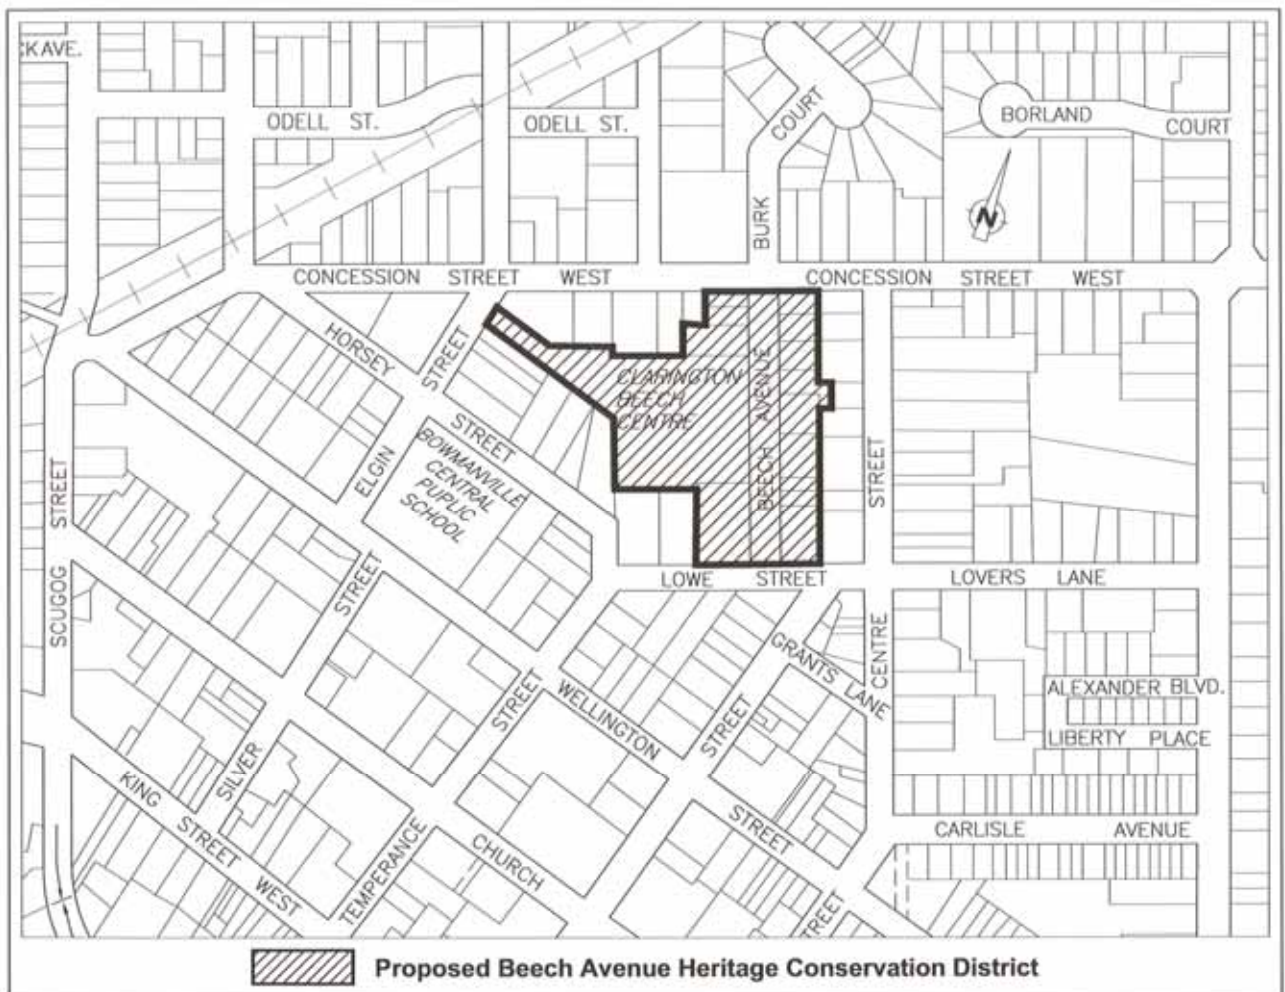 CK AVE.
ODELL ST.
ODELL ST.
BURK COURT
BORLAND COURT
N
CONCESSION STREET WEST
CONCESSION STREET WEST
HORSEY STREET
ELGIN STREET
CLARINGTON
BEECH
CENTRE
BEECH AVENUE
BOWMANVILLE
CENTRAL
PUPLIC
SCHOOL
SCUGOG STREET
LOWE STREET
LOVERS LANE
CENTRE STREET
GRANTS LANE
ALEXANDER BLVD.
LIBERTY PLACE
CARLISLE AVENUE
WELLINGTON STREET
SILVER STREET
TEMPERANCE STREET
STREET
STREET
CHURCH
KING STREET WEST
Proposed Beech Avenue Heritage Conservation District